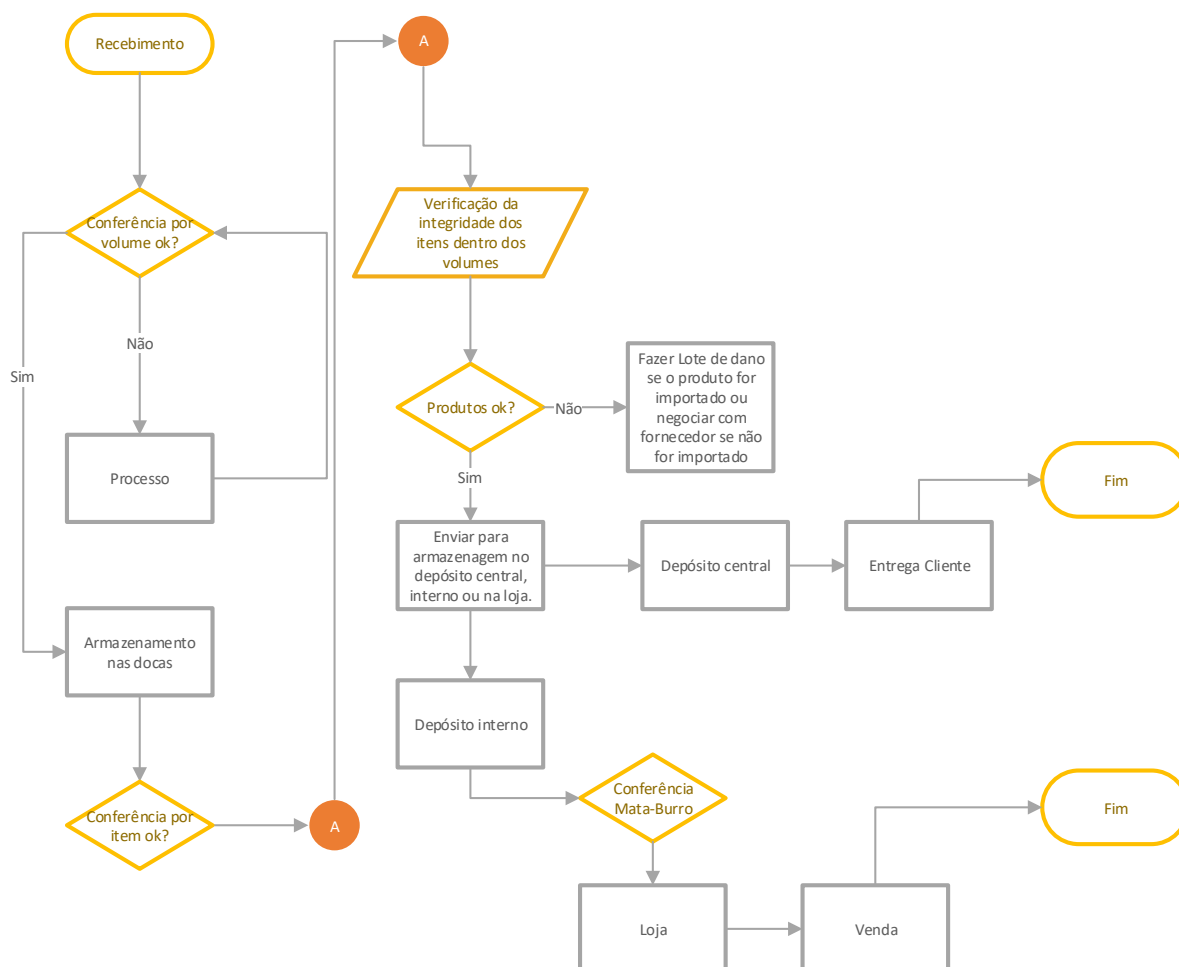 Recebimento
A
Verificação da
integridade dos
itens dentro dos
volumes
Conferência por
volume ok?
Não
Sim
Processo
Armazenamento
nas docas
Conferência por
item ok?
A
Produtos ok?
Não
Fazer Lote de dano
se o produto for
importado ou
negociar com
fornecedor se não
for importado
Sim
Enviar para
armazenagem no
depósito central,
interno ou na loja.
Depósito central
Entrega Cliente
Fim
Depósito interno
Conferência
Mata-Burro
Loja
Venda
Fim